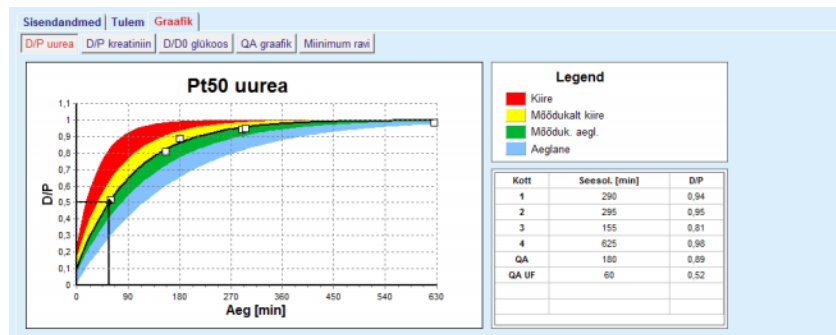 Sisendandmed Tulem Graafik
D/P uurea D/P kreatiniin D/D0 glükoos QA graafik Miinimum ravi
Pt50 uurea
1,1
1
0,9
0,8
0,7
0,6
0,5
0,4
0,3
0,2
0,1
0
D/P
0 90 180 270 360 450 540 630
Aeg [min]
Legend
Kiire
Mõõdukalt kiire
Mõõduk. aegl.
Aeglane
Kott Seesol. [min] D/P
1 290 0,94
2 295 0,95
3 155 0,81
4 625 0,98
QA 180 0,89
QA UF 60 0,52